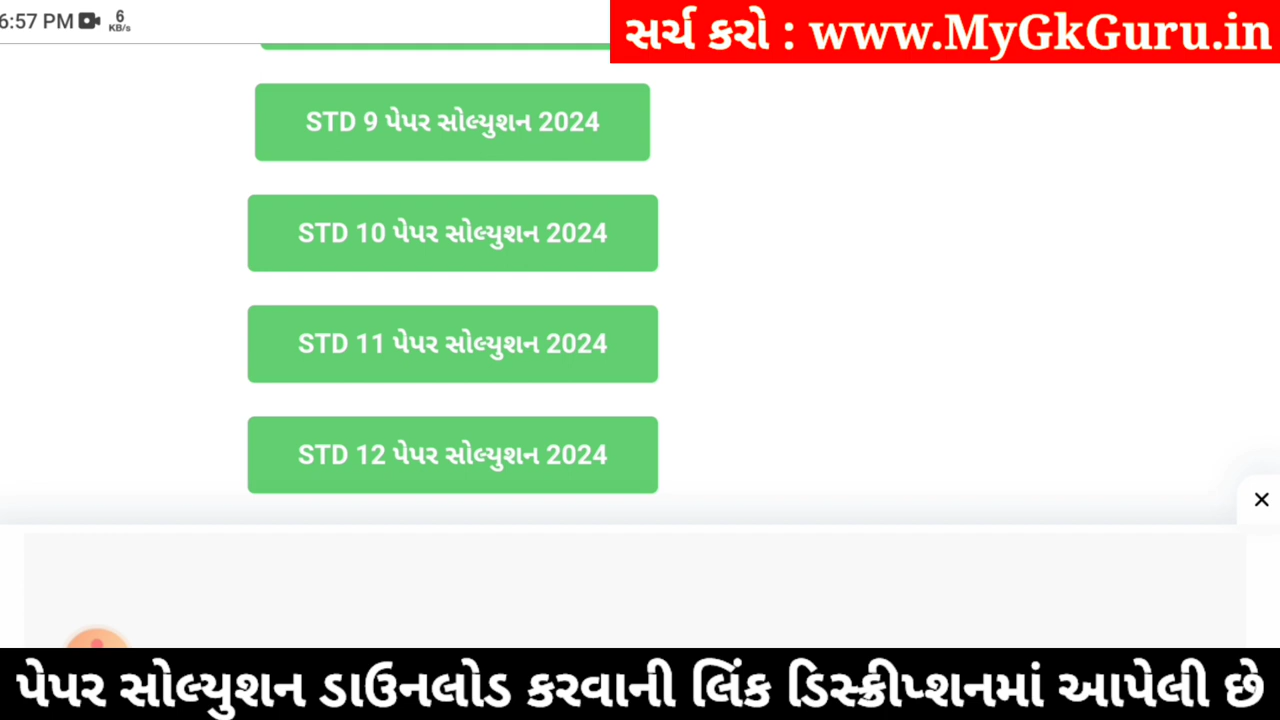 6:57 PM 6 KB/s
સર્ચ કરો : www.MyGkGuru.in
STD 9 પેપર સોલ્યુશન 2024
STD 10 પેપર સોલ્યુશન 2024
STD 11 પેપર સોલ્યુશન 2024
STD 12 પેપર સોલ્યુશન 2024
પેપર સોલ્યુશન ડાઉનલોડ કરવાની લિંક ડિસ્ક્રીપ્શનમાં આપેલી છે